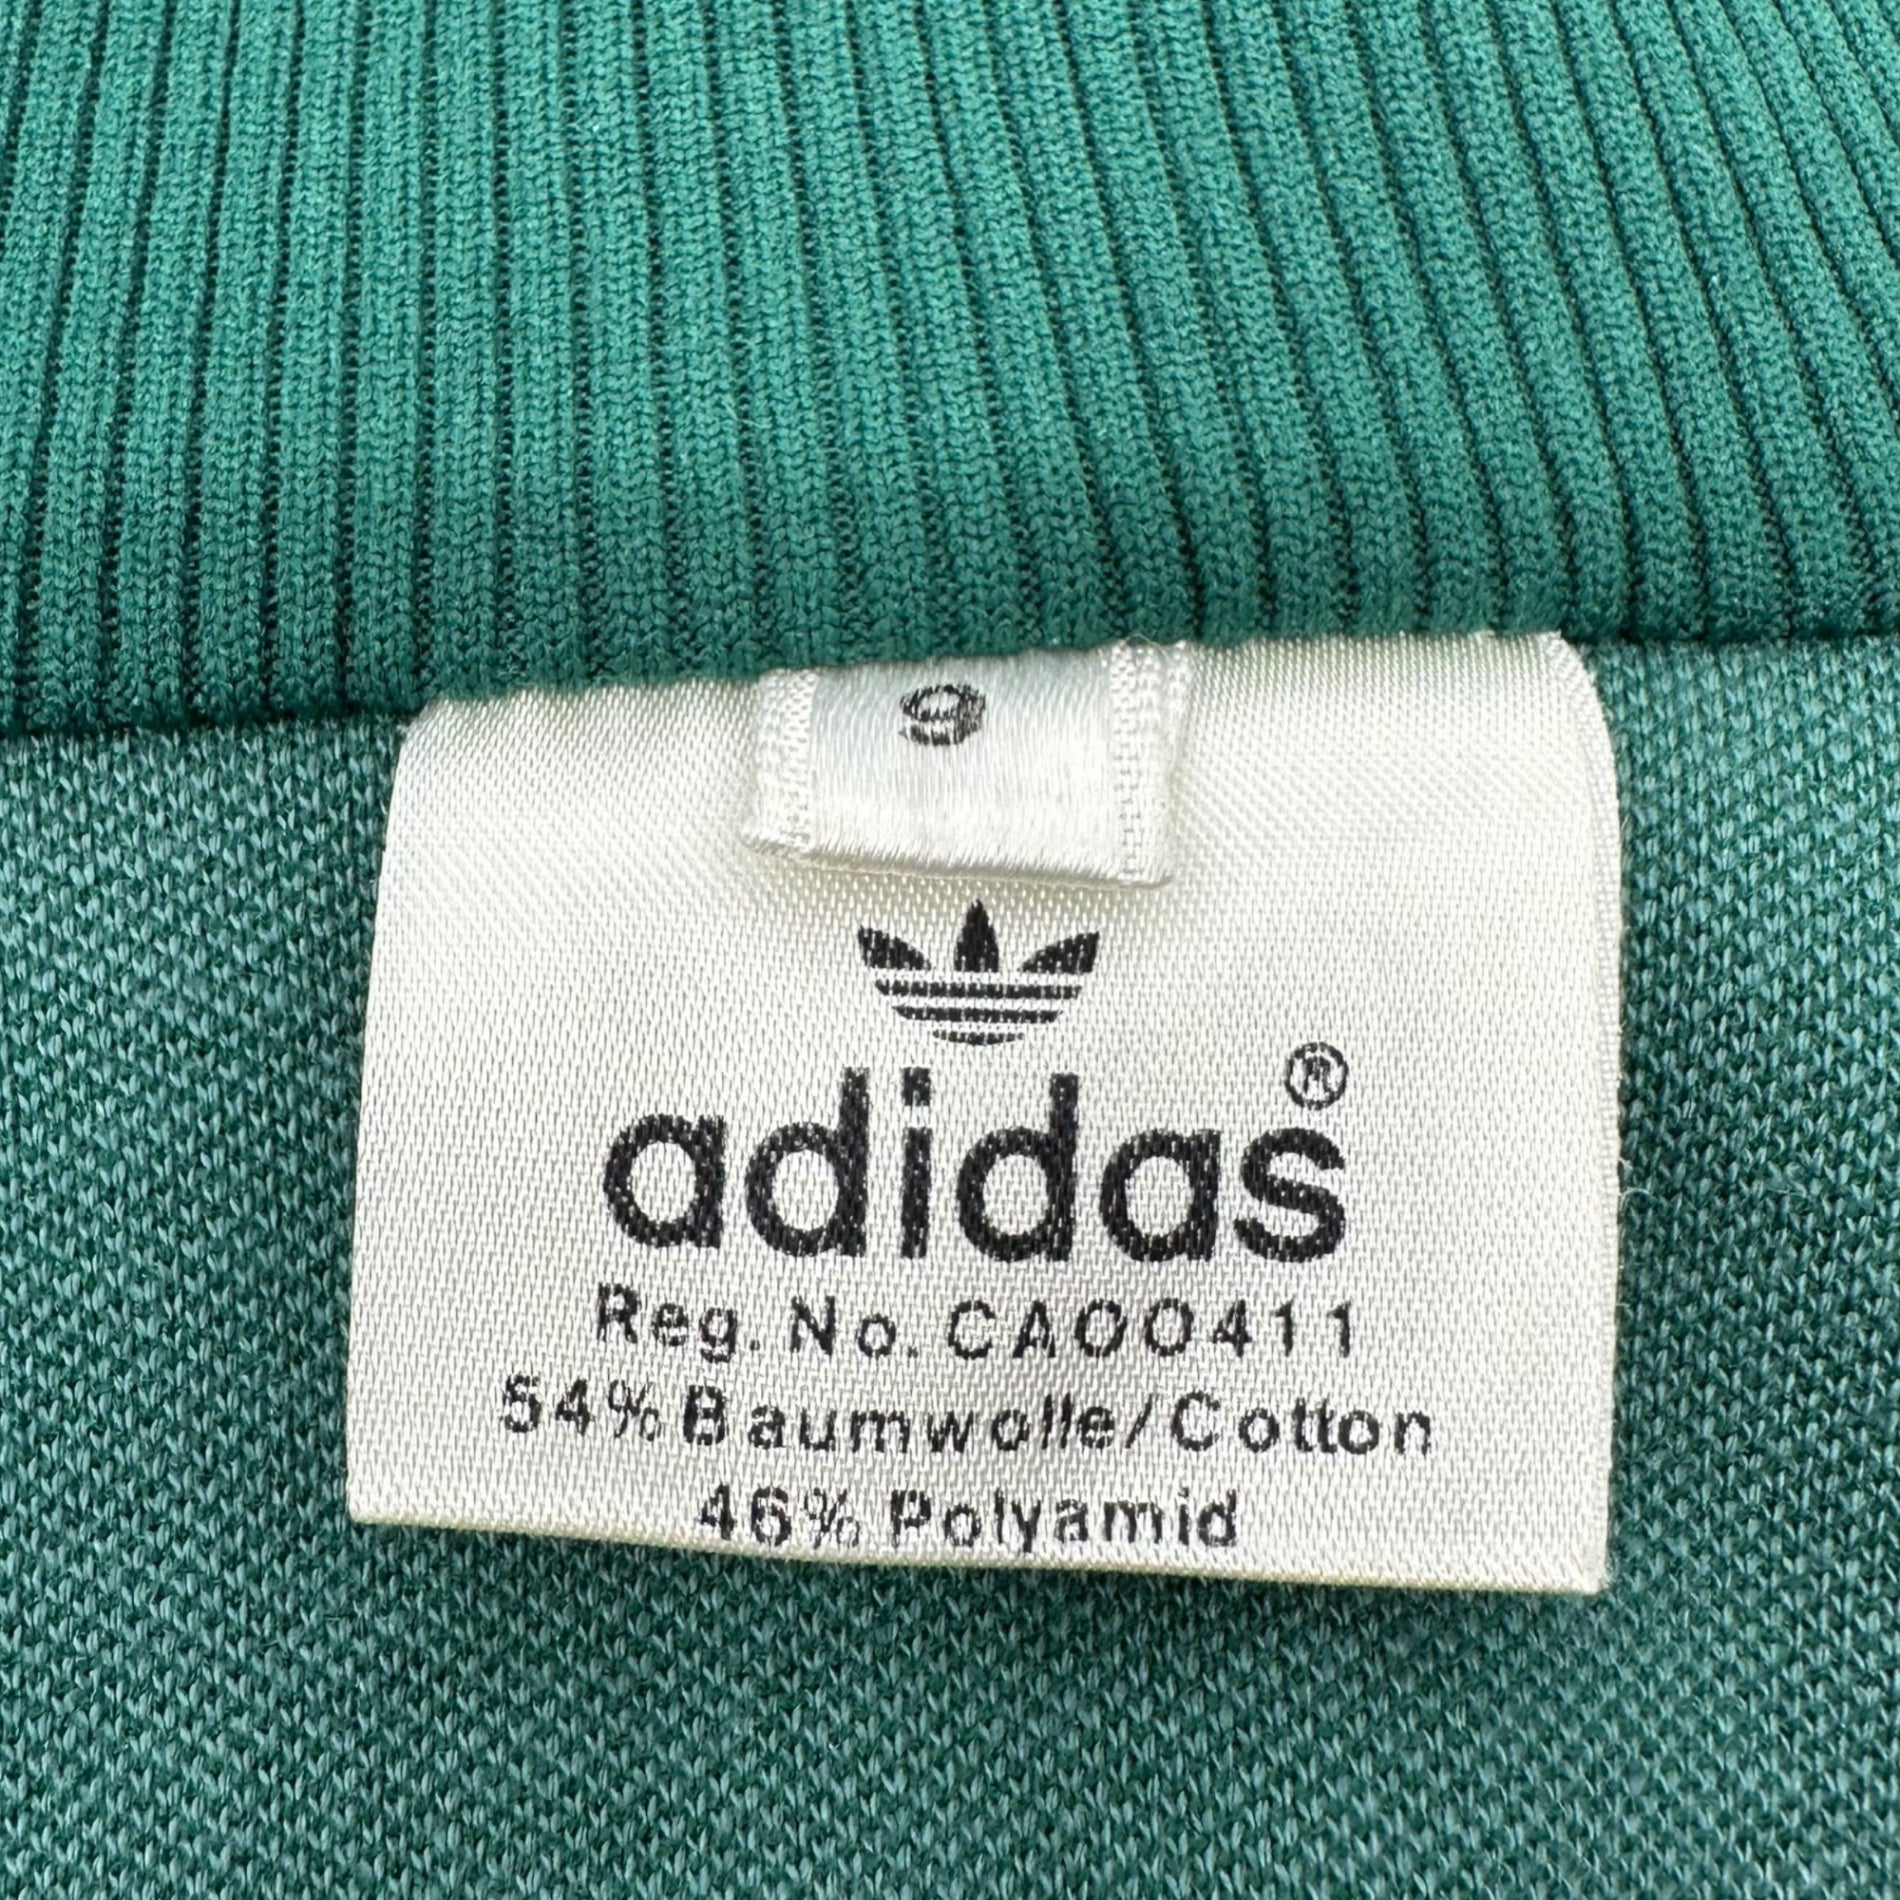 9
adidas®
Reg. No. CA00411
54% Baumwolle/Cotton
46% Polyamid